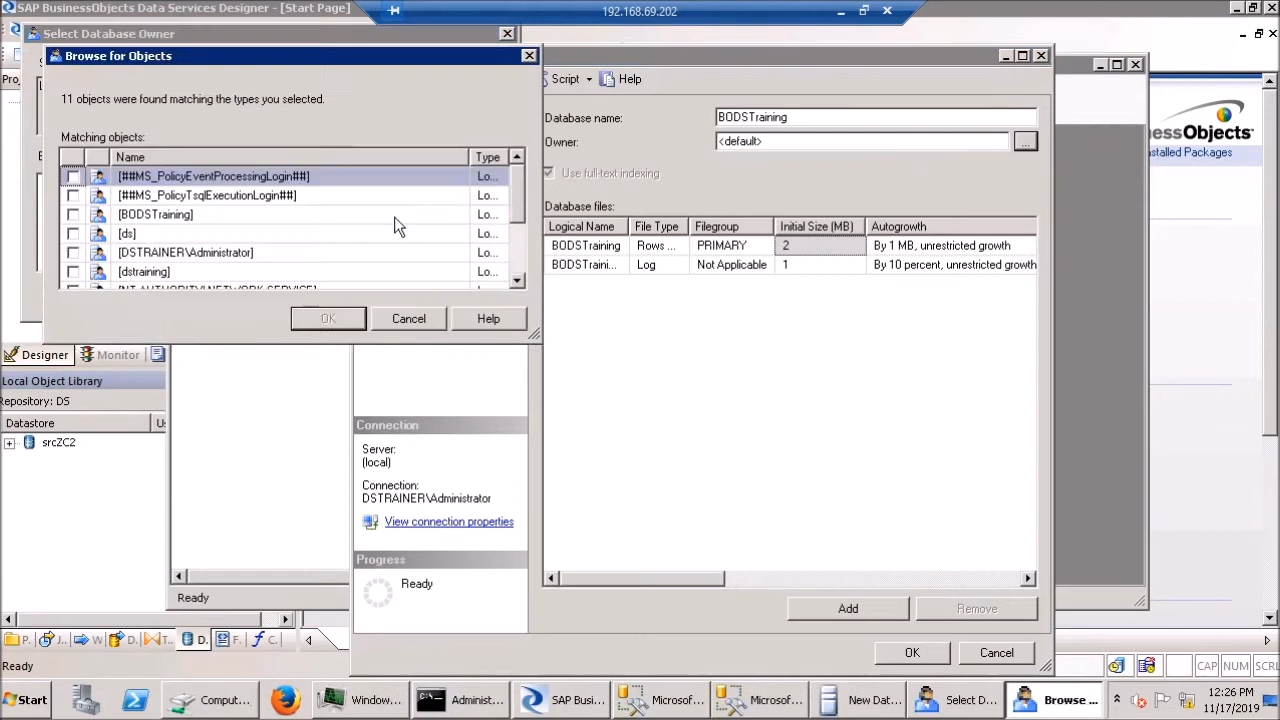 SAP BusinessObjects Data Services Designer - [Start Page]
192.168.69.202
Select Database Owner
Browse for Objects
Script
Help
11 objects were found matching the types you selected.
Matching objects:
Name
Type
[##MS_PolicyEventProcessingLogin##]
Lo...
[##MS_PolicyTsqlExecutionLogin##]
Lo...
[BODSTraining]
Lo...
[ds]
Lo...
[DSTRAINER\Administrator]
Lo...
[dstraining]
Lo...
[NT AUTHORITY\NETWORK SERVICE]
OK
Cancel
Help
Database name:
BODSTraining
Owner:
<default>
...
Use full-text indexing
Database files:
Logical Name
File Type
Filegroup
Initial Size (MB)
Autogrowth
BODSTraining
Rows ...
PRIMARY
2
By 1 MB, unrestricted growth
BODSTraini...
Log
Not Applicable
1
By 10 percent, unrestricted growth
nessObjects™
nstalled Packages
Designer
Monitor
Local Object Library
Repository: DS
Datastore
srcZC2
Connection
Server:
(local)
Connection:
DSTRAINER\Administrator
View connection properties
Progress
Ready
Ready
Add
Remove
OK
Cancel
P.
J..
W
D.
T..
D.
F.
C.
Ready
CAP
NUM
SCRL
Start
Comput...
Window...
Administ...
SAP Busi...
Microsof...
Microsof...
New Dat...
Select D...
Browse ...
12:26 PM
11/17/2019